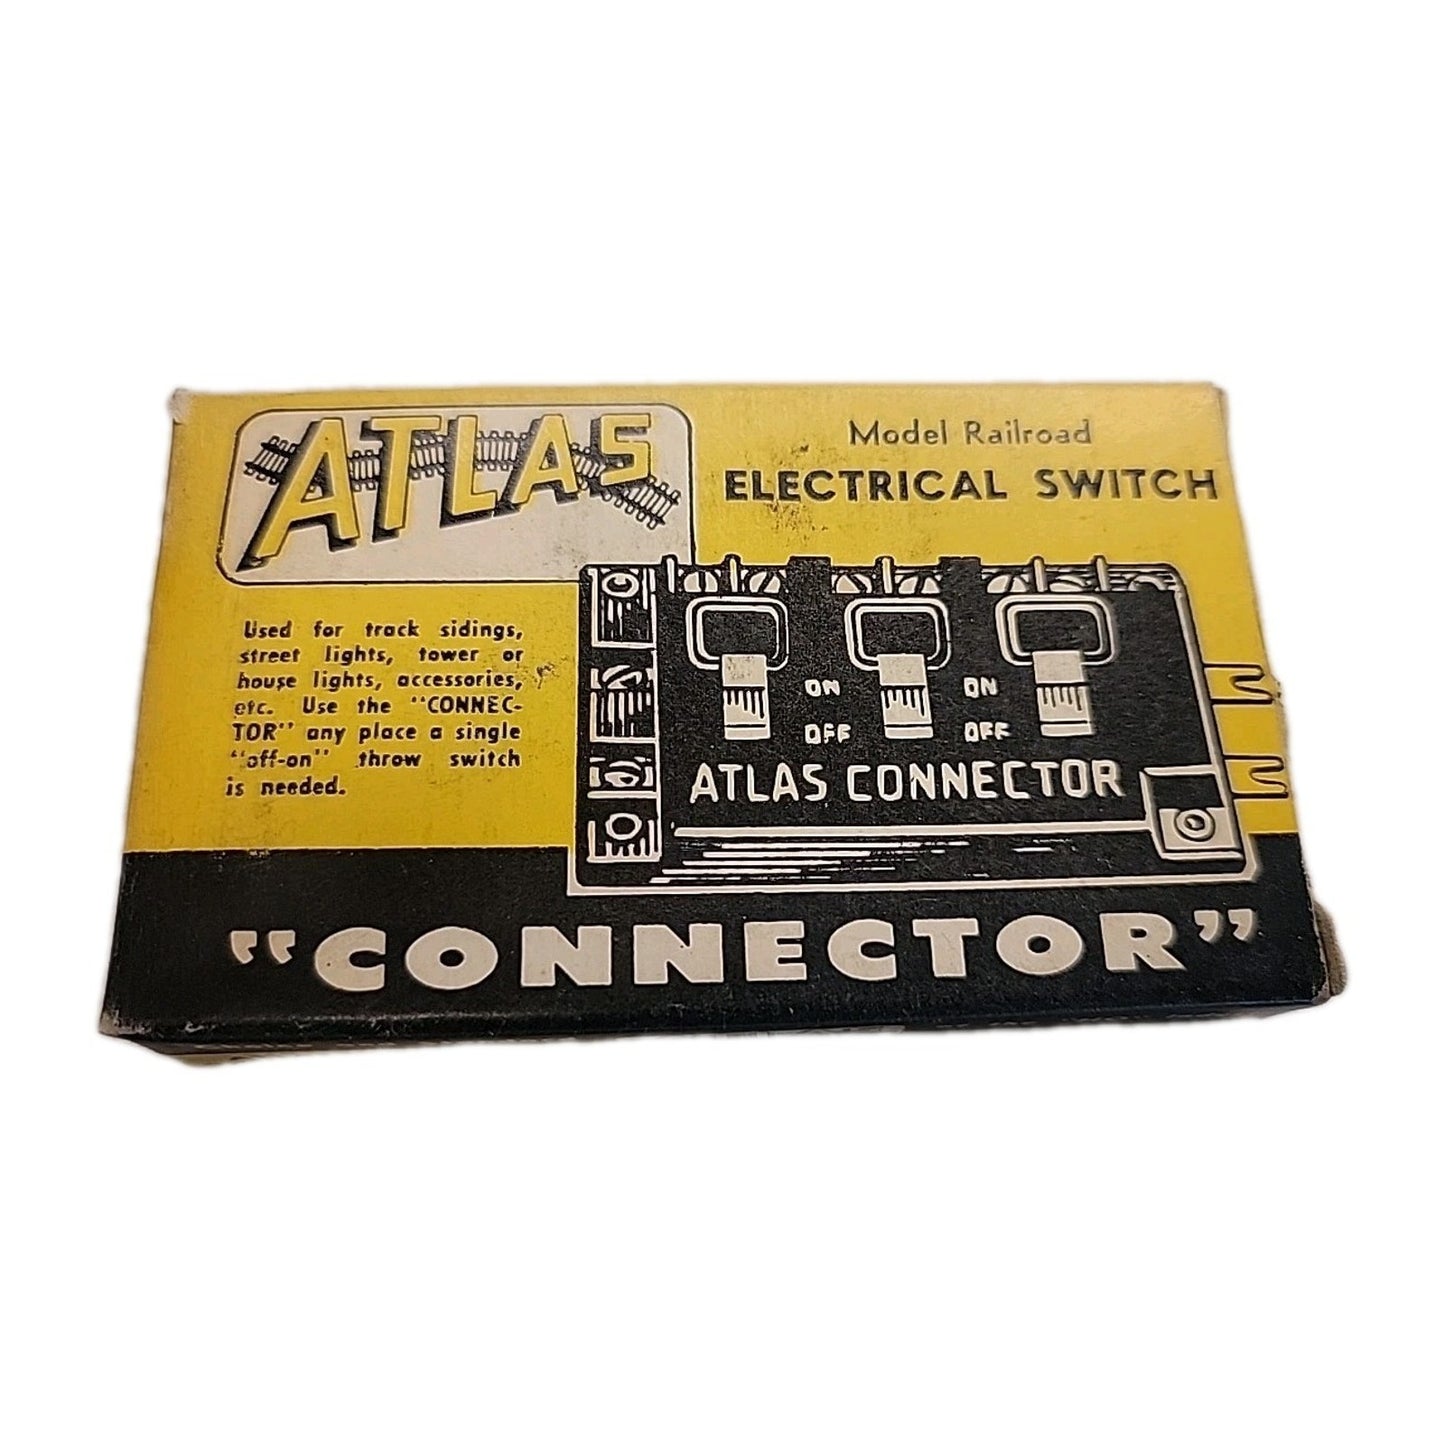 ATLAS
Model Railroad
ELECTRICAL SWITCH
Used for track sidings,
street lights, tower or
house lights, accessories,
etc. Use the "CONNEC-
TOR" any place a single
"off-on" throw switch
is needed.
ON ON
OFF OFF
ATLAS CONNECTOR
"CONNECTOR"